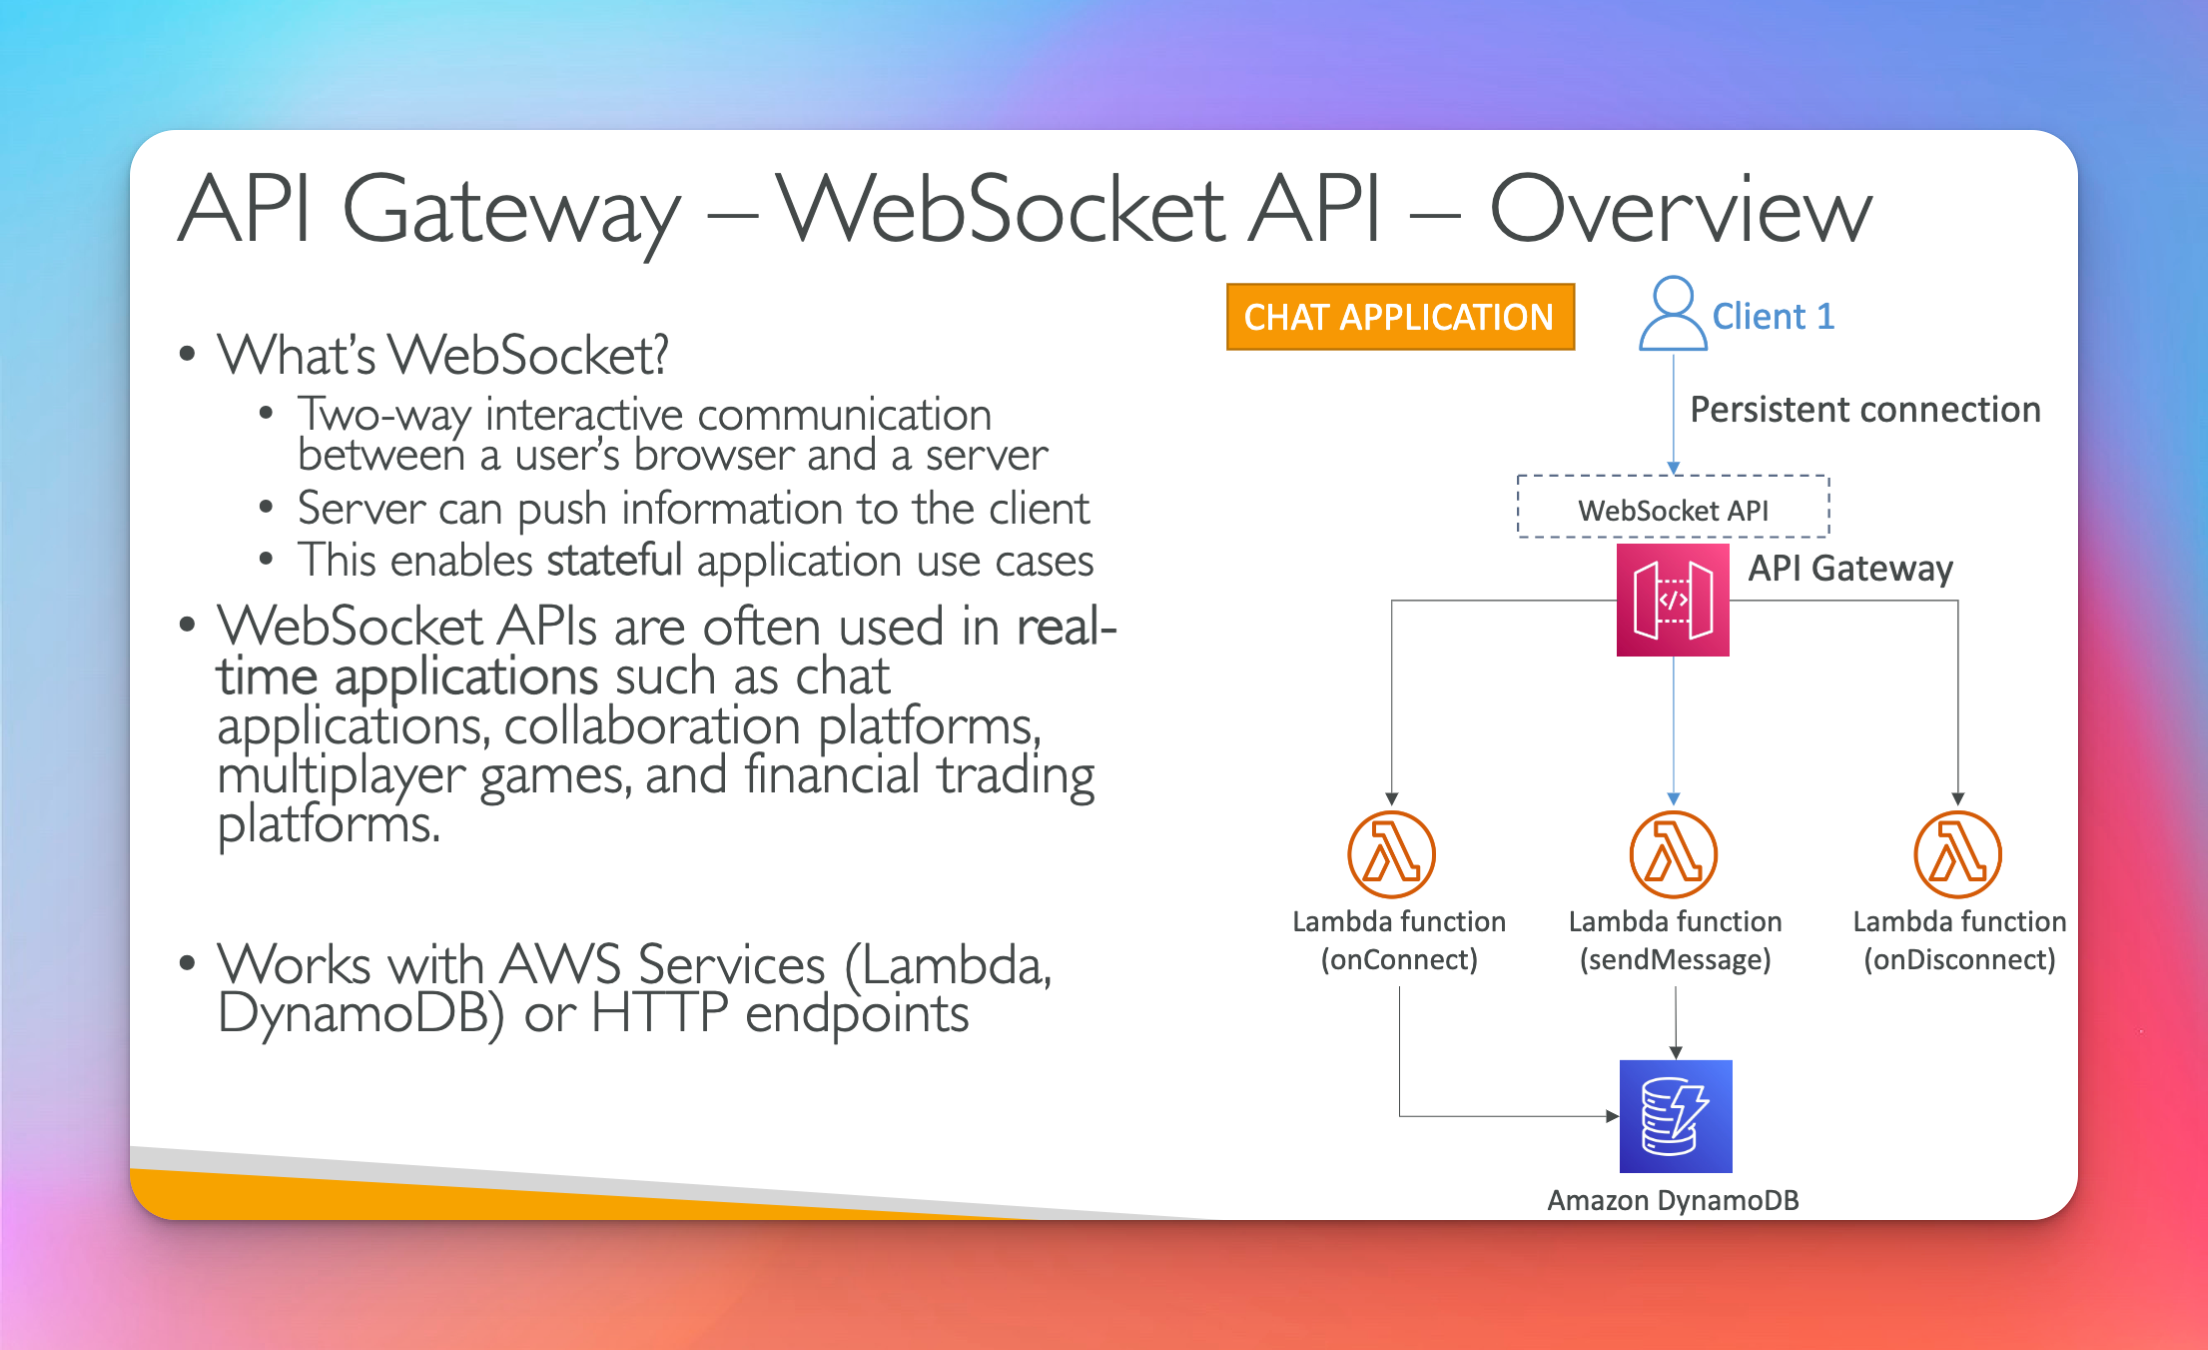 API Gateway – WebSocket API – Overview
• What's WebSocket?
• Two-way interactive communication
between a user's browser and a server
• Server can push information to the client
• This enables stateful application use cases
• WebSocket APIs are often used in real-
time applications such as chat
applications, collaboration platforms,
multiplayer games, and financial trading
platforms.
• Works with AWS Services (Lambda,
DynamoDB) or HTTP endpoints
CHAT APPLICATION
Client 1
Persistent connection
WebSocket API
API Gateway
</>
Lambda function
(onConnect)
Lambda function
(sendMessage)
Lambda function
(onDisconnect)
Amazon DynamoDB